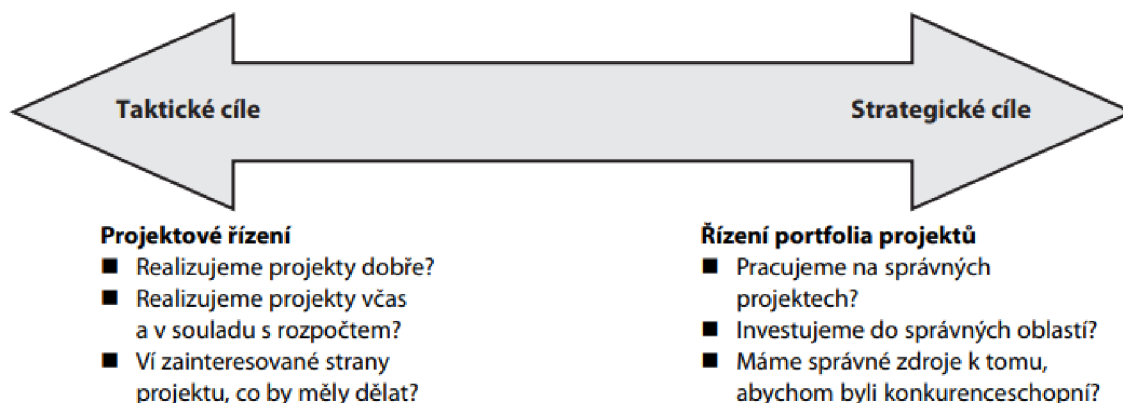 Taktické cíle
Strategické cíle
Projektové řízení
■ Realizujeme projekty dobře?
■ Realizujeme projekty včas
a v souladu s rozpočtem?
■ Ví zainteresované strany
projektu, co by měly dělat?
Řízení portfolia projektů
■ Pracujeme na správných
projektech?
■ Investujeme do správných oblastí?
■ Máme správné zdroje k tomu,
abychom byli konkurenceschopní?